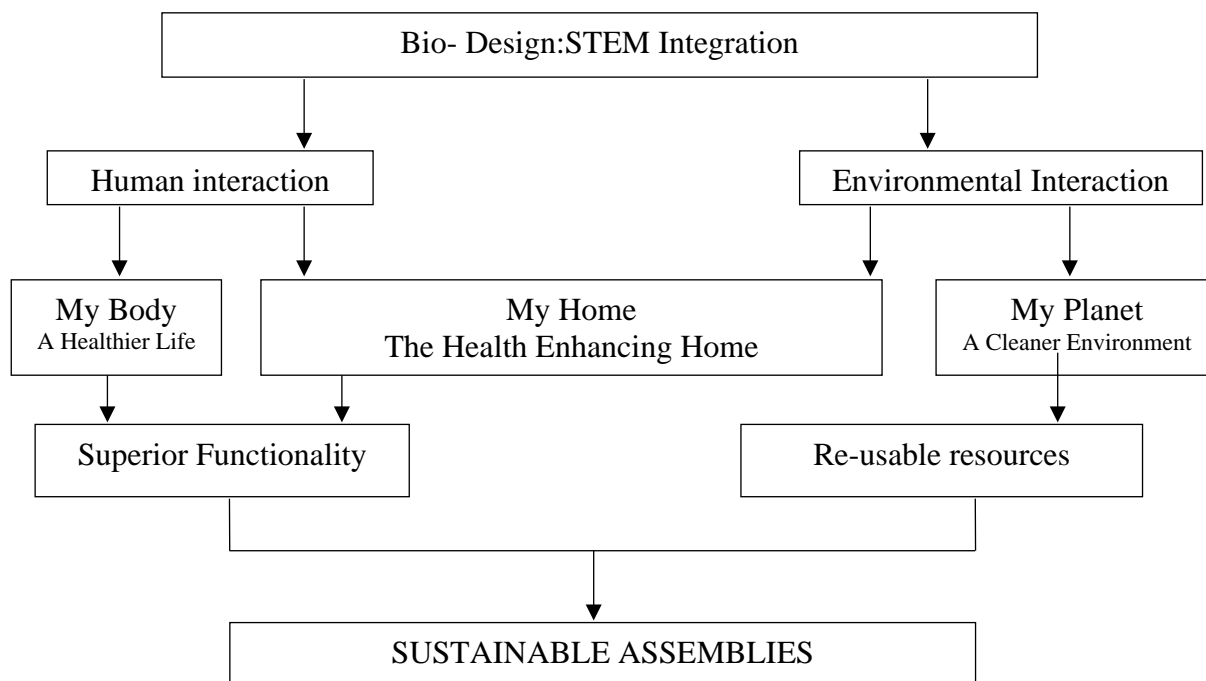 Bio- Design:STEM Integration
Human interaction
Environmental Interaction
My Body
A Healthier Life
My Home
The Health Enhancing Home
My Planet
A Cleaner Environment
Superior Functionality
Re-usable resources
SUSTAINABLE ASSEMBLIES